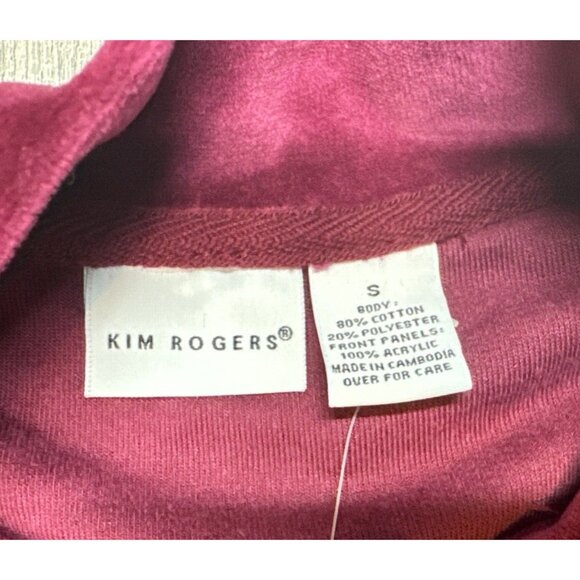 KIM ROGERS®
S
BODY:
80% COTTON
20% POLYESTER
FRONT PANELS:
100% ACRYLIC
MADE IN CAMBODIA
OVER FOR CARE